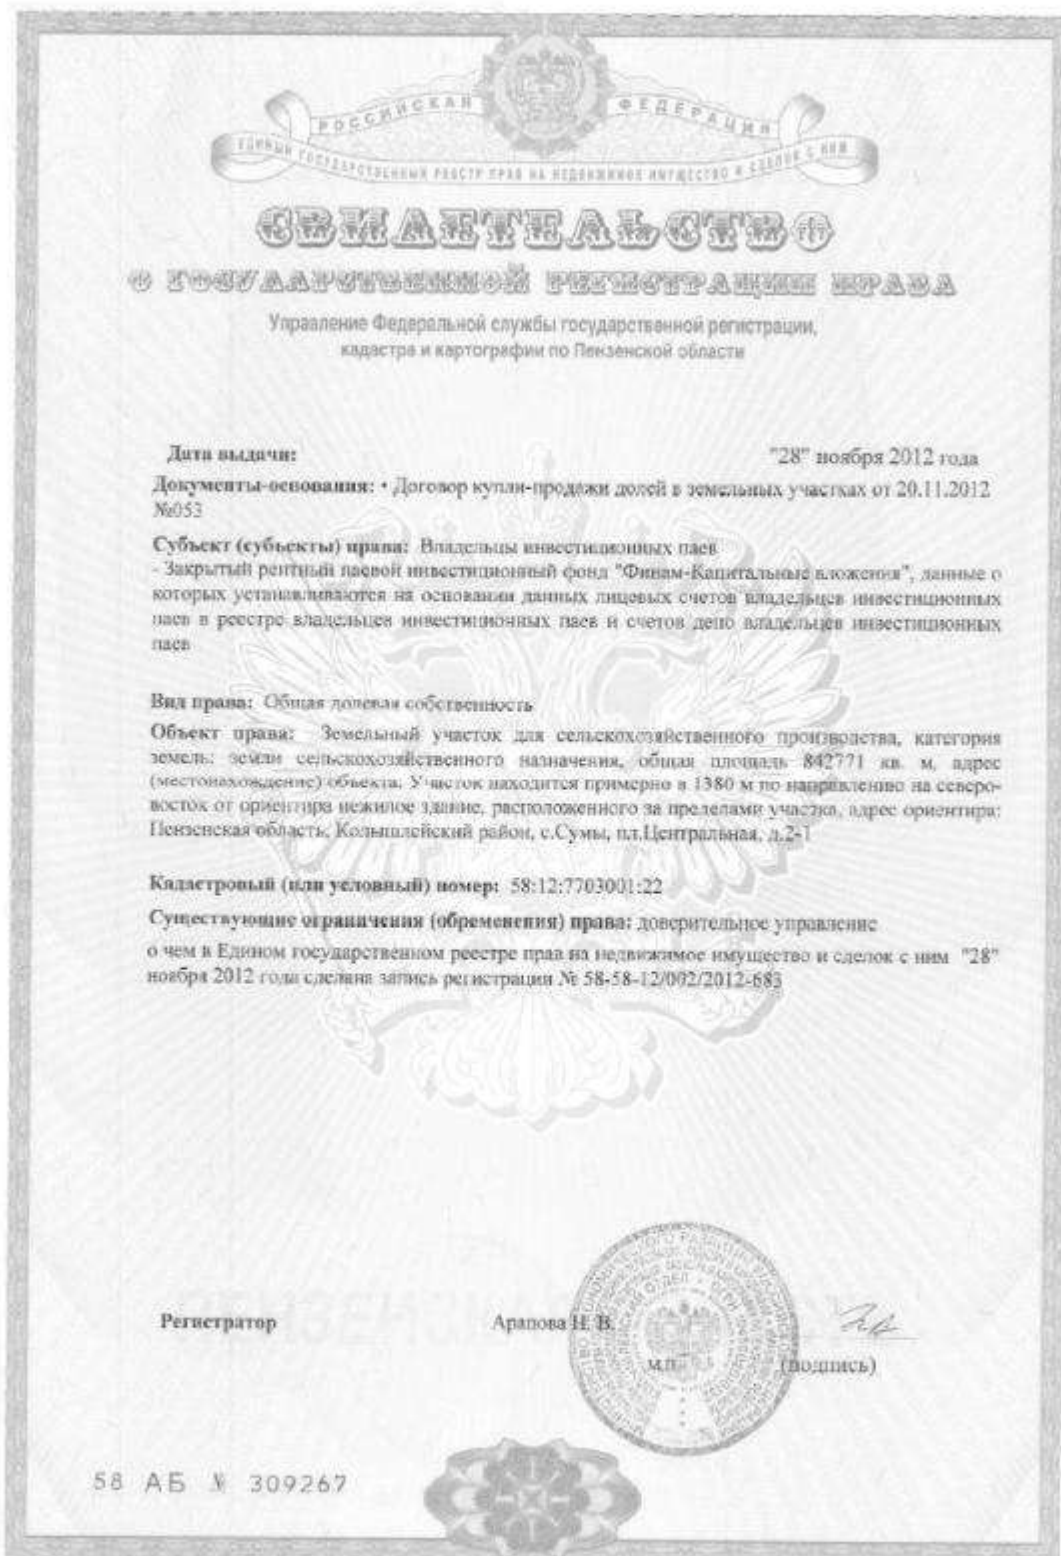 РОССИЙСКАЯ ФЕДЕРАЦИЯ
ЕДИНЫЙ ГОСУДАРСТВЕННЫЙ РЕЕСТР ПРАВ НА НЕДВИЖИМОЕ ИМУЩЕСТВО И СДЕЛОК С НИМ
СВИДЕТЕЛЬСТВО
О ГОСУДАРСТВЕННОЙ РЕГИСТРАЦИИ ПРАВА
Управление Федеральной службы государственной регистрации,
кадастра и картографии по Пензенской области
Дата выдачи: "28" ноября 2012 года
Документы-основания: • Договор купли-продажи долей в земельных участках от 20.11.2012
№053
Субъект (субъекты) права: Владельцы инвестиционных паев
- Закрытый рентный паевой инвестиционный фонд "Финам-Капитальные вложения", данные о
которых устанавливаются на основании данных лицевых счетов владельцев инвестиционных
паев в реестре владельцев инвестиционных паев и счетов депо владельцев инвестиционных
паев
Вид права: Общая долевая собственность
Объект права: Земельный участок для сельскохозяйственного производства, категория
земель: земли сельскохозяйственного назначения, общая площадь 842771 кв. м, адрес
(местонахождение) объекта: Участок находится примерно в 1380 м по направлению на северо-
восток от ориентира нежилое здание, расположенного за пределами участка, адрес ориентира:
Пензенская область, Колышлейский район, с.Сумы, пл.Центральная, д.2-1
Кадастровый (или условный) номер: 58:12:7703001:22
Существующие ограничения (обременения) права: доверительное управление
о чем в Едином государственном реестре прав на недвижимое имущество и сделок с ним "28"
ноября 2012 года сделана запись регистрации № 58-58-12/002/2012-683
Регистратор Арапова Н. В.
м.п. (подпись)
58 АБ № 309267